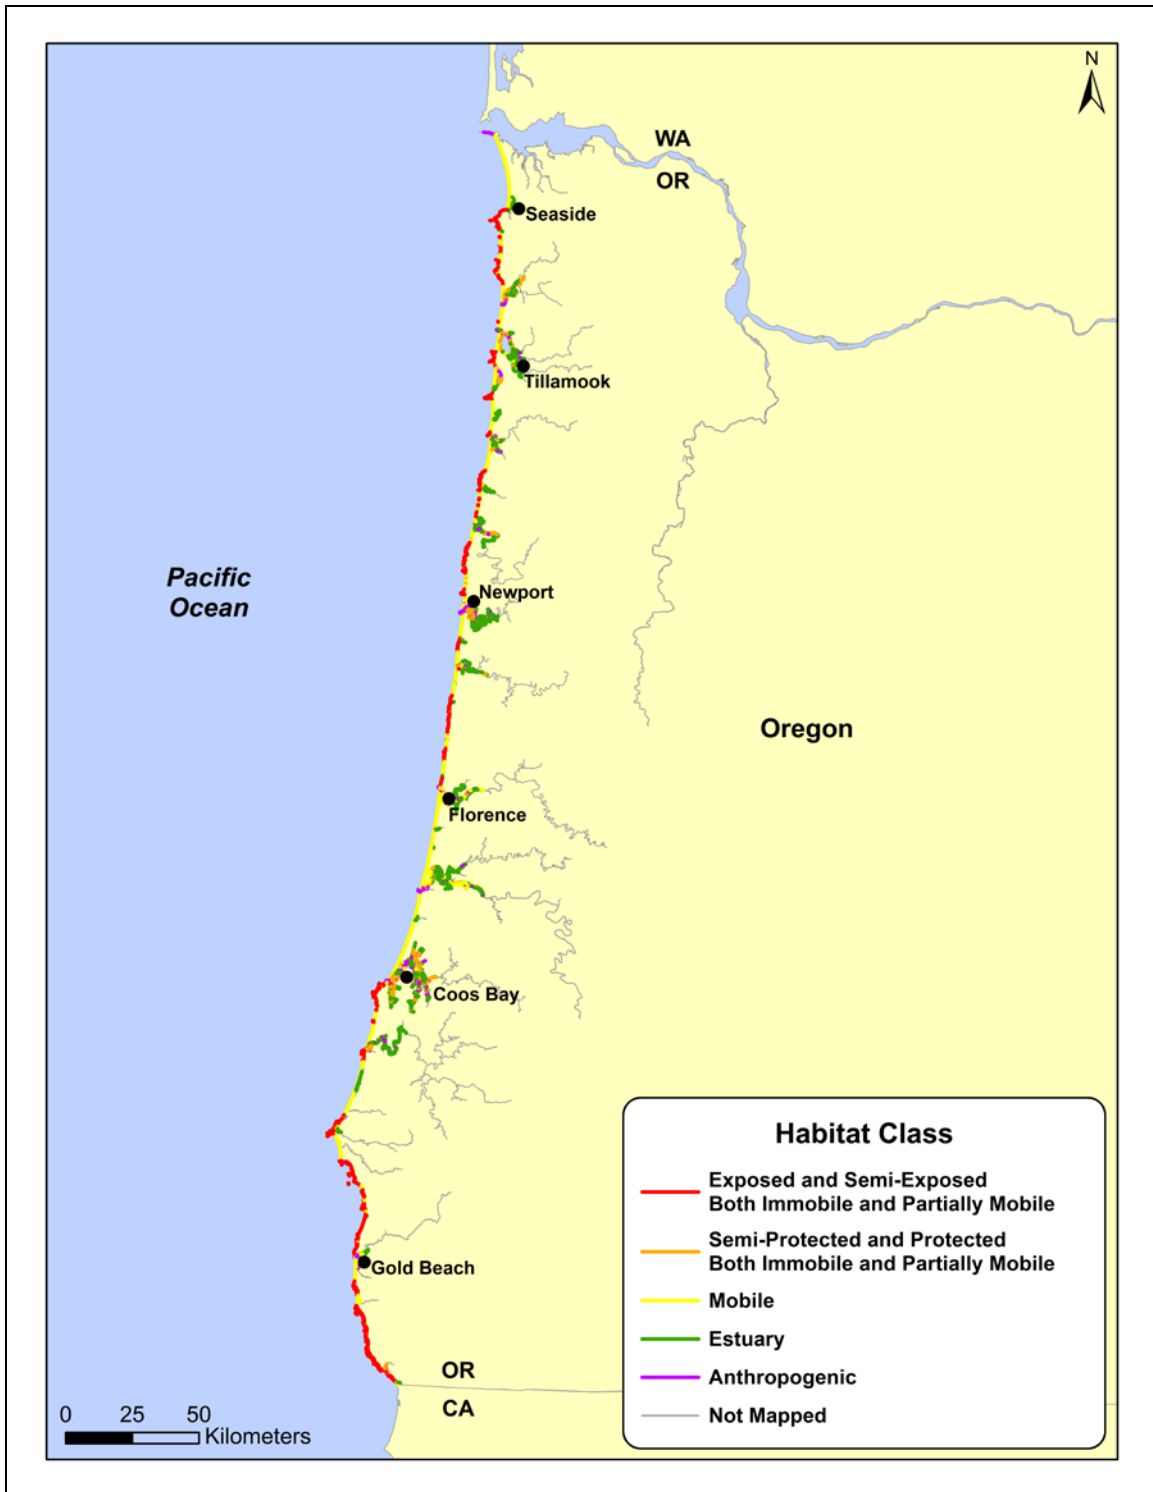 N
WA
OR
Seaside
Tillamook
Pacific
Ocean
Newport
Oregon
Florence
Coos Bay
Gold Beach
OR
CA
Habitat Class
Exposed and Semi-Exposed
Both Immobile and Partially Mobile
Semi-Protected and Protected
Both Immobile and Partially Mobile
Mobile
Estuary
Anthropogenic
Not Mapped
0 25 50
Kilometers